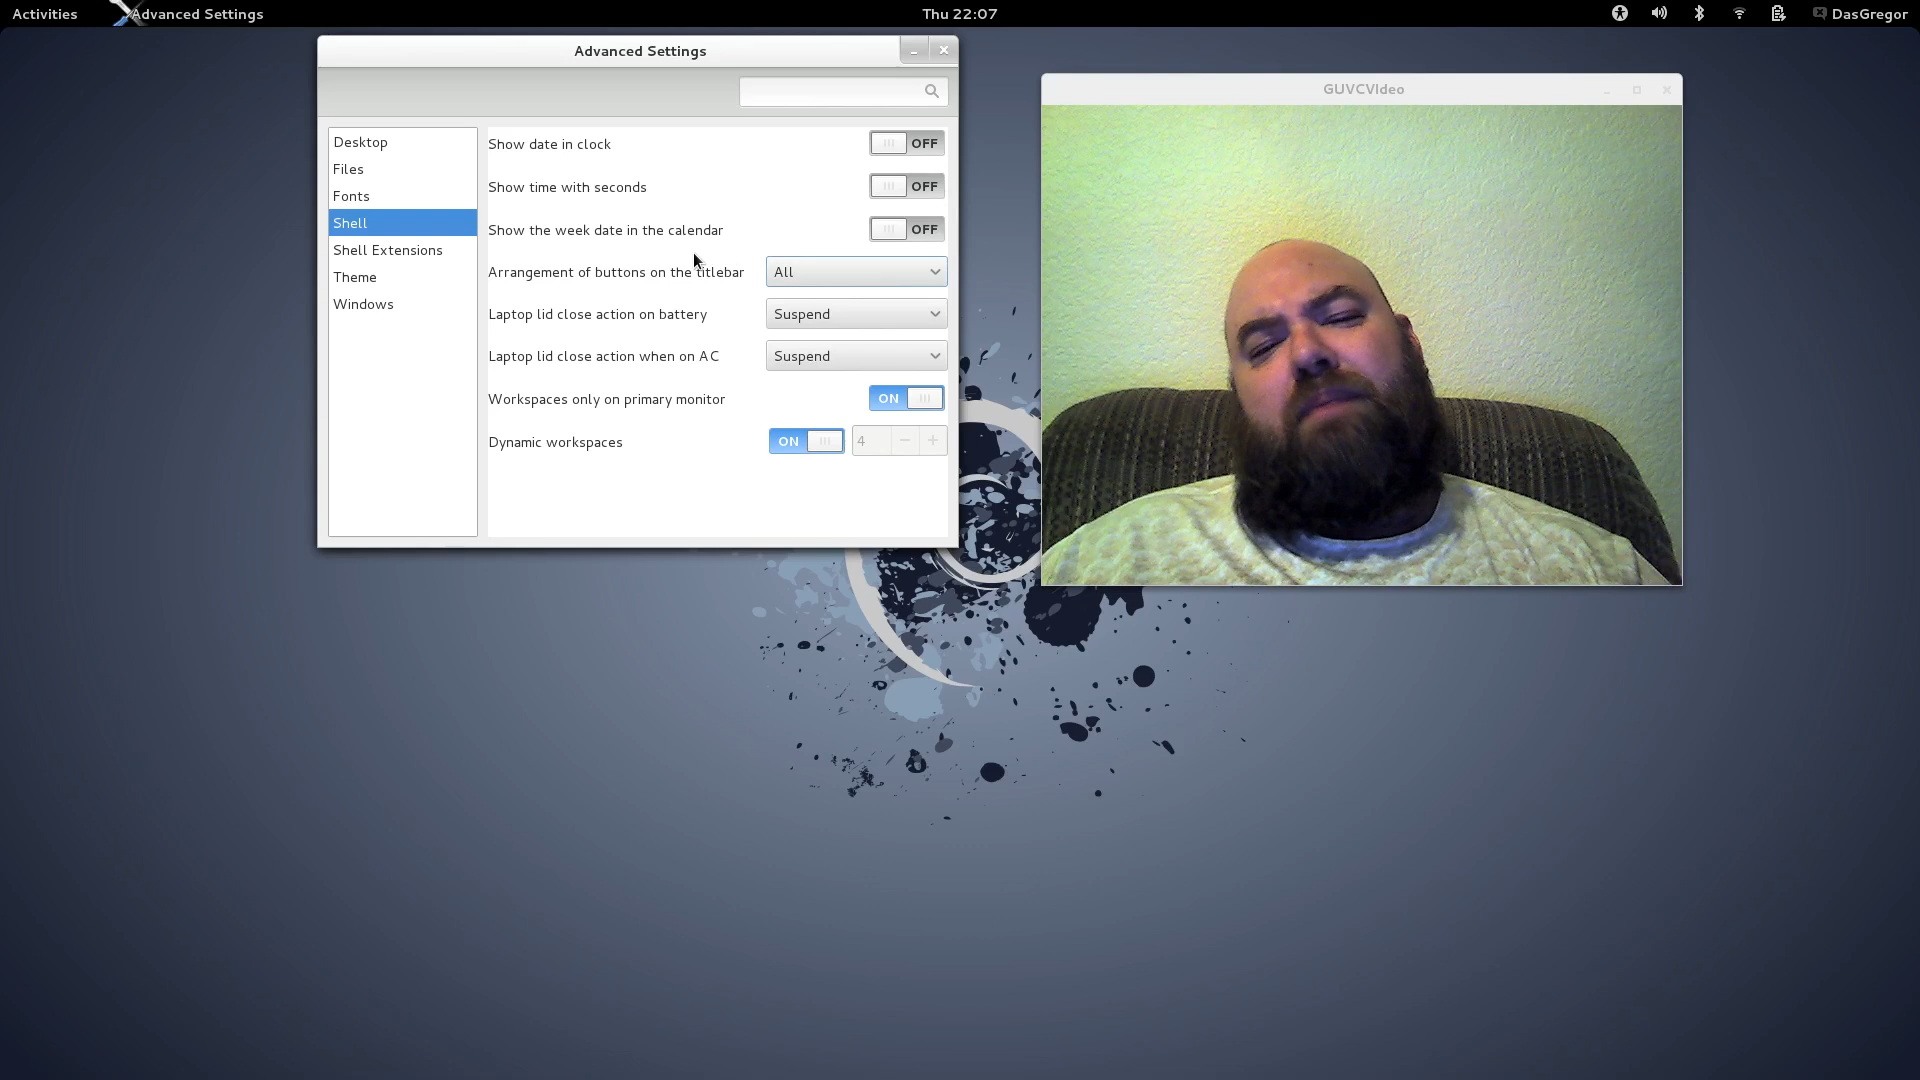 Activities
Advanced Settings
Thu 22:07
DasGregor
Advanced Settings
Desktop
Files
Fonts
Shell
Shell Extensions
Theme
Windows
Show date in clock OFF
Show time with seconds OFF
Show the week date in the calendar OFF
Arrangement of buttons on the titlebar All
Laptop lid close action on battery Suspend
Laptop lid close action when on AC Suspend
Workspaces only on primary monitor ON
Dynamic workspaces ON 4
GUVCVIdeo